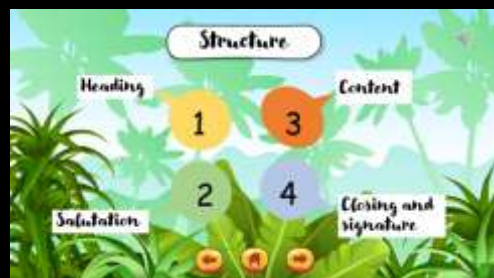 Structure
Heading
1
2
Salutation
Content
3
4
Closing and
signature